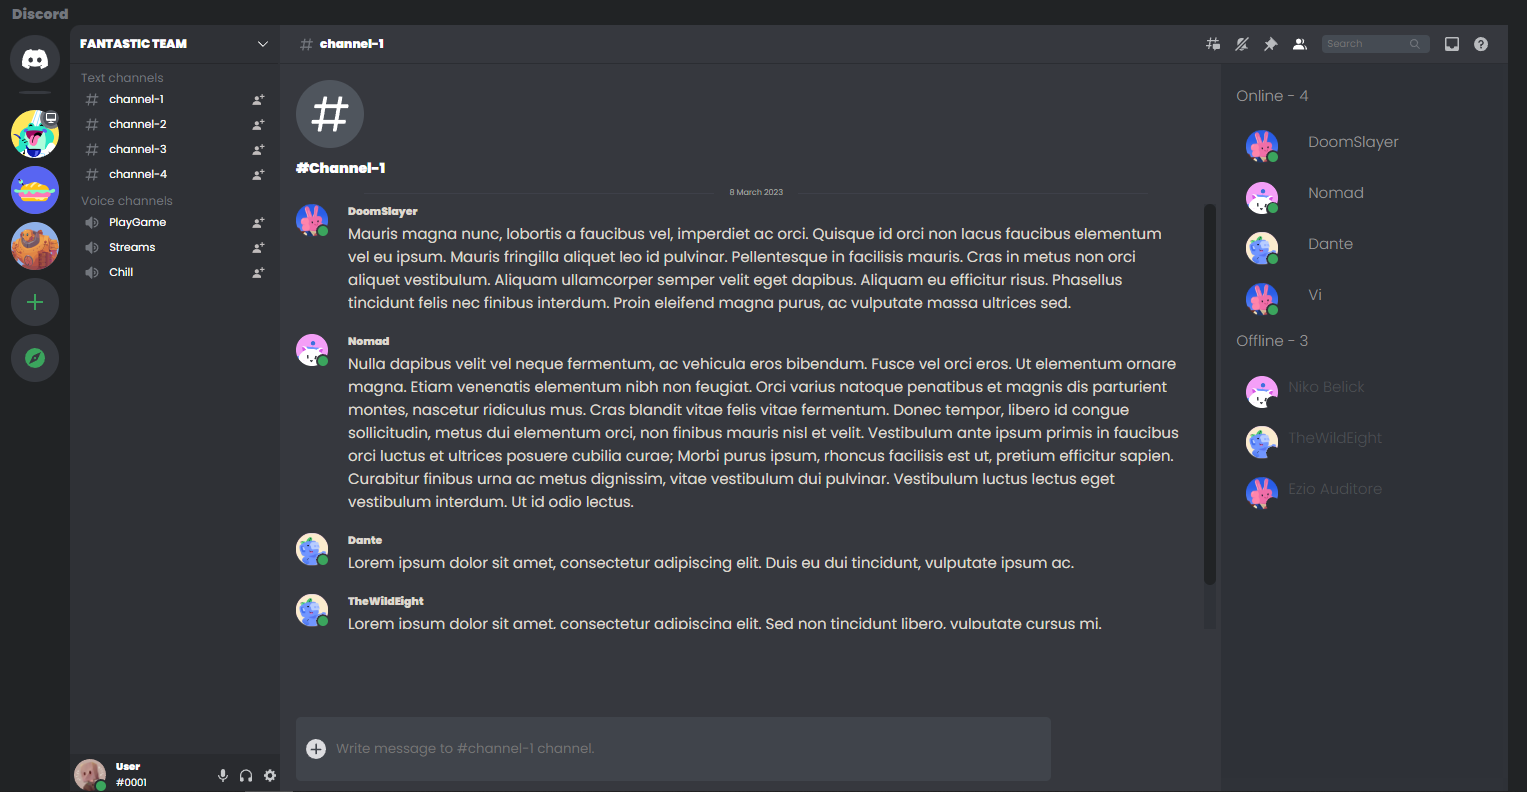 Discord
FANTASTIC TEAM
Text channels
channel-1
channel-2
channel-3
channel-4
Voice channels
PlayGame
Streams
Chill
User
#0001
# channel-1
Search
#
#Channel-1
8 March 2023
DoomSlayer
Mauris magna nunc, lobortis a faucibus vel, imperdiet ac orci. Quisque id orci non lacus faucibus elementum
vel eu ipsum. Mauris fringilla aliquet leo id pulvinar. Pellentesque in facilisis mauris. Cras in metus non orci
aliquet vestibulum. Aliquam ullamcorper semper velit eget dapibus. Aliquam eu efficitur risus. Phasellus
tincidunt felis nec finibus interdum. Proin eleifend magna purus, ac vulputate massa ultrices sed.
Nomad
Nulla dapibus velit vel neque fermentum, ac vehicula eros bibendum. Fusce vel orci eros. Ut elementum ornare
magna. Etiam venenatis elementum nibh non feugiat. Orci varius natoque penatibus et magnis dis parturient
montes, nascetur ridiculus mus. Cras blandit vitae felis vitae fermentum. Donec tempor, libero id congue
sollicitudin, metus dui elementum orci, non finibus mauris nisl et velit. Vestibulum ante ipsum primis in faucibus
orci luctus et ultrices posuere cubilia curae; Morbi purus ipsum, rhoncus facilisis est ut, pretium efficitur sapien.
Curabitur finibus urna ac metus dignissim, vitae vestibulum dui pulvinar. Vestibulum luctus lectus eget
vestibulum interdum. Ut id odio lectus.
Dante
Lorem ipsum dolor sit amet, consectetur adipiscing elit. Duis eu dui tincidunt, vulputate ipsum ac.
TheWildEight
Lorem ipsum dolor sit amet, consectetur adipiscing elit. Sed non tincidunt libero, vulputate cursus mi.
Write message to #channel-1 channel.
Online - 4
DoomSlayer
Nomad
Dante
Vi
Offline - 3
Niko Belick
TheWildEight
Ezio Auditore